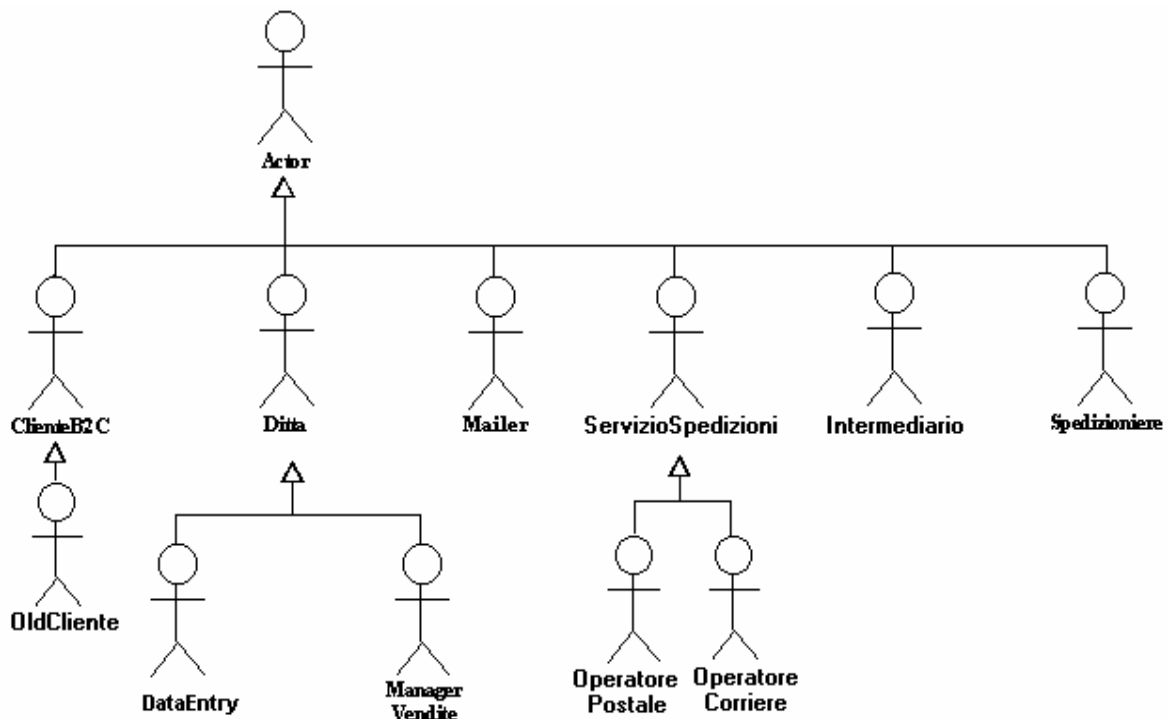 Actor
ClienteB2C
Ditta
Mailer
ServizioSpedizioni
Intermediario
Spedizioniere
OldCliente
DataEntry
Manager
Vendite
Operatore
Postale
Operatore
Corriere